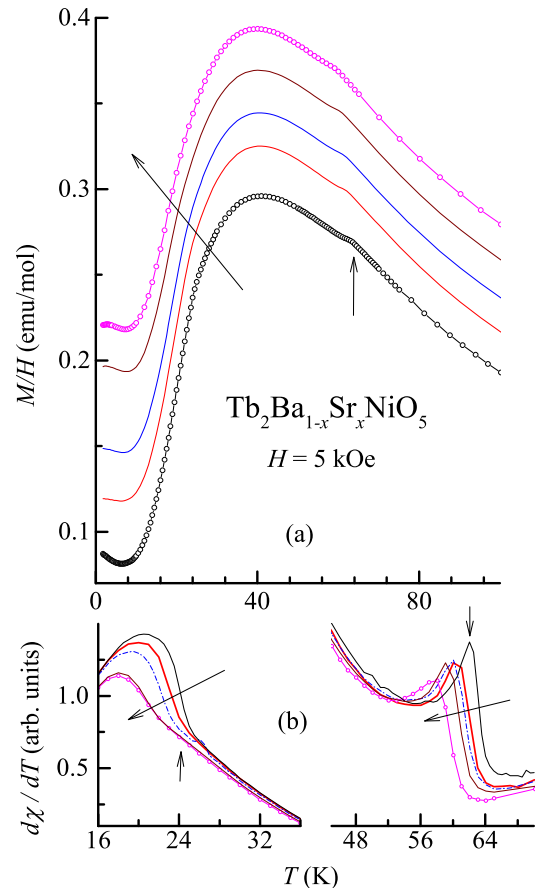 0.4
(a)
0.3
M/H (emu/mol)
0.2
Tb₂Ba₁₋ₓSrₓNiO₅
H = 5 kOe
0.1
(a)
0 40 80
dχ / dT (arb. units)
1.0
0.5
(b)
16 24 32 48 56 64
T (K)